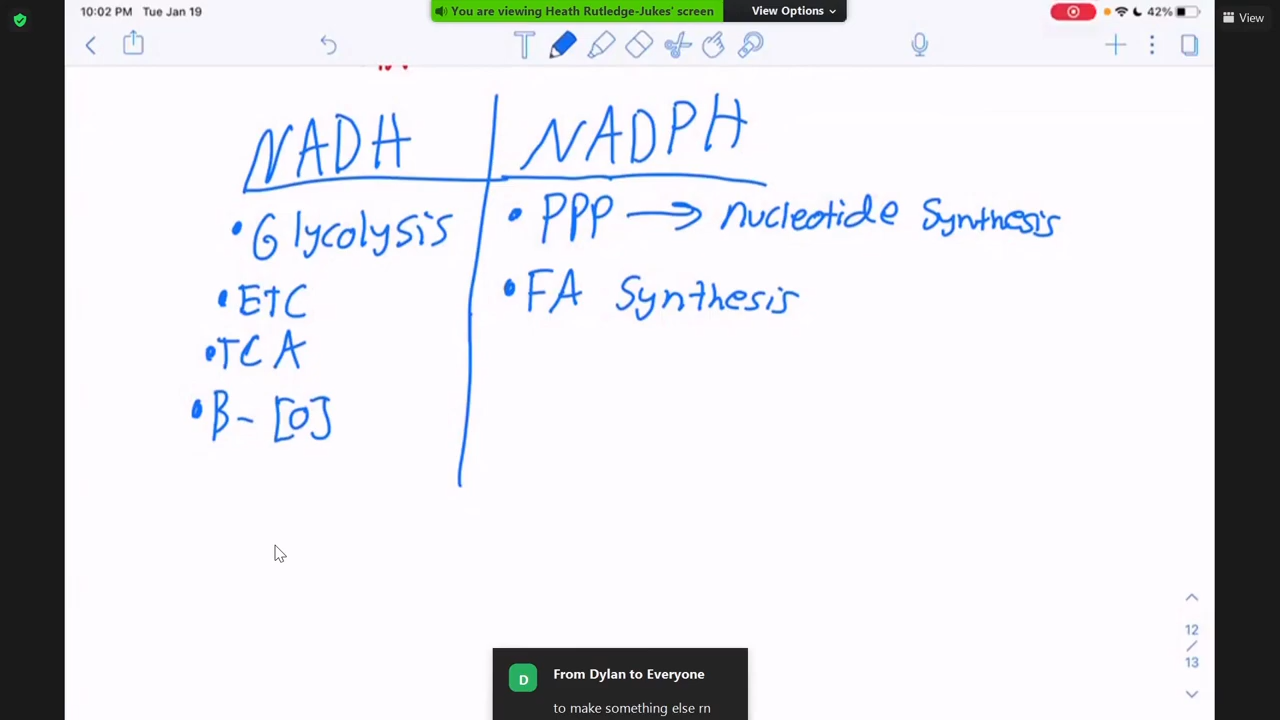 10:02 PM Tue Jan 19
You are viewing Heath Rutledge-Jukes' screen
View Options
42%
View
T
NADH
NADPH
•Glycolysis
•ETC
•TCA
•B-[O]
•PPP → nucleotide Synthesis
•FA Synthesis
12
/
13
D
From Dylan to Everyone
to make something else rn